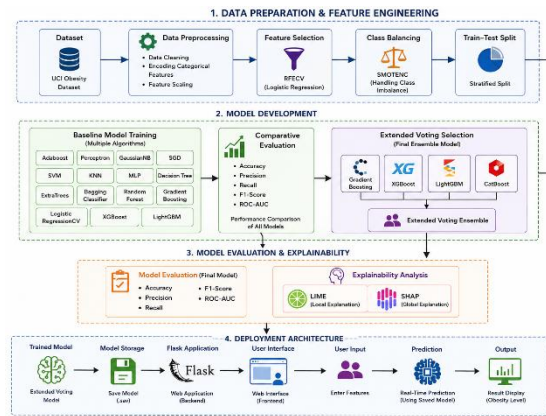 1. DATA PREPARATION & FEATURE ENGINEERING
Dataset
UCI Obesity
Dataset
Data Preprocessing
• Data Cleaning
• Encoding Categorical
Features
• Feature Scaling
Feature Selection
RFECV
(Logistic Regression)
Class Balancing
SMOTENC
(Handling Class
Imbalance)
Train-Test Split
Stratified Split
2. MODEL DEVELOPMENT
Baseline Model Training
(Multiple Algorithms)
Adaboost
Perceptron
GaussianNB
SGD
SVM
KNN
MLP
Decision Tree
ExtraTrees
Bagging
Classifier
Random
Forest
Gradient
Boosting
Logistic
RegressionCV
XGBoost
LightGBM
Comparative
Evaluation
• Accuracy
• Precision
• Recall
• F1-Score
• ROC-AUC
Performance Comparison
of All Models
Extended Voting Selection
(Final Ensemble Model)
Gradient
Boosting
XG
XGBoost
LightGBM
CatBoost
Extended Voting Ensemble
3. MODEL EVALUATION & EXPLAINABILITY
Model Evaluation (Final Model)
• Accuracy
• Precision
• Recall
• F1-Score
• ROC-AUC
Explainability Analysis
LIME
(Local Explanation)
SHAP
(Global Explanation)
4. DEPLOYMENT ARCHITECTURE
Trained Model
Extended Voting
Model
Model Storage
Save Model
Flask Application
Flask
Web Application
(Backend)
User Interface
Web Interface
(Frontend)
User Input
Enter Features
Prediction
Real-Time Prediction
(Using Saved Model)
Output
Result Display
(Obesity Level)